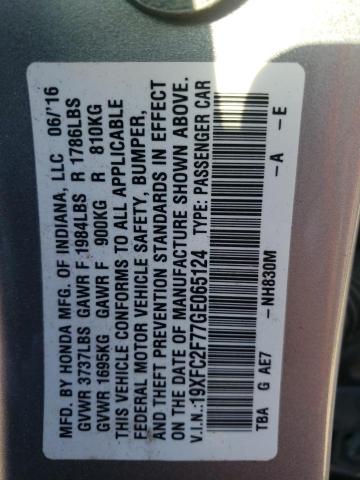 MFD. BY HONDA MFG. OF INDIANA, LLC 06/'16
GVWR 3737LBS GAWR F 1984LBS R 1786LBS
GVWR 1695KG GAWR F 900KG R 810KG
THIS VEHICLE CONFORMS TO ALL APPLICABLE
FEDERAL MOTOR VEHICLE SAFETY, BUMPER,
AND THEFT PREVENTION STANDARDS IN EFFECT
ON THE DATE OF MANUFACTURE SHOWN ABOVE.
V.I.N.:19XFC2F77GE065124 TYPE: PASSENGER CAR
-NH830M -A -E
TBA G AE7